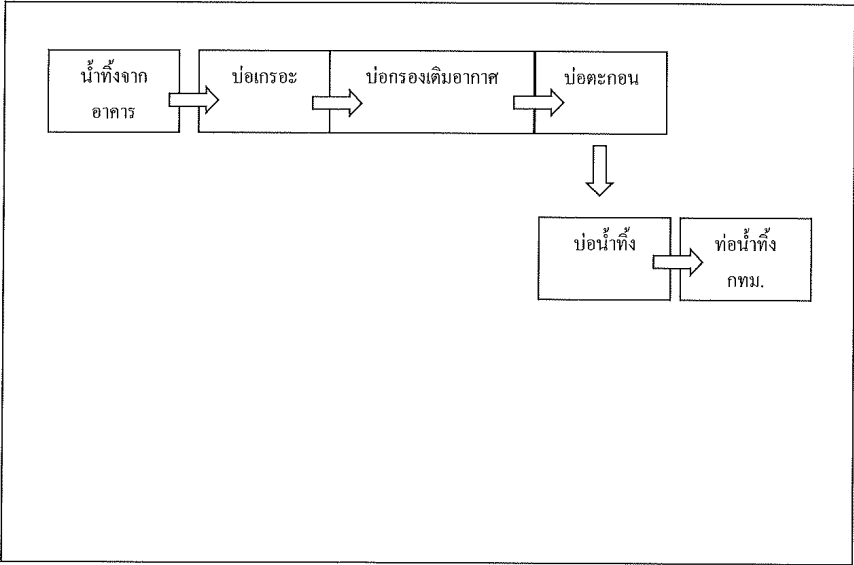 น้ำทิ้งจาก
อาคาร
บ่อเกรอะ
บ่อกรองเติมอากาศ
บ่อตะกอน
บ่อน้ำทิ้ง
ท่อน้ำทิ้ง
กทม.